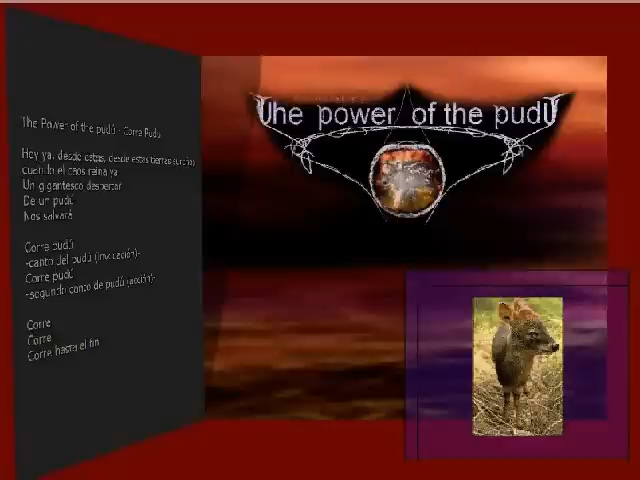 The power of the pudú
The Power of the pudú - Corre Pudú
Hoy ya, desde estas, desde estas tierras sureñas
cuando el caos reina ya
Un gigantesco despertar
De un pudú
Nos salvará
Corre pudú
-canto del pudú (invocación)-
Corre pudú
-segundo canto de pudú (acción)-
Corre
Corre
Corre hasta el fin